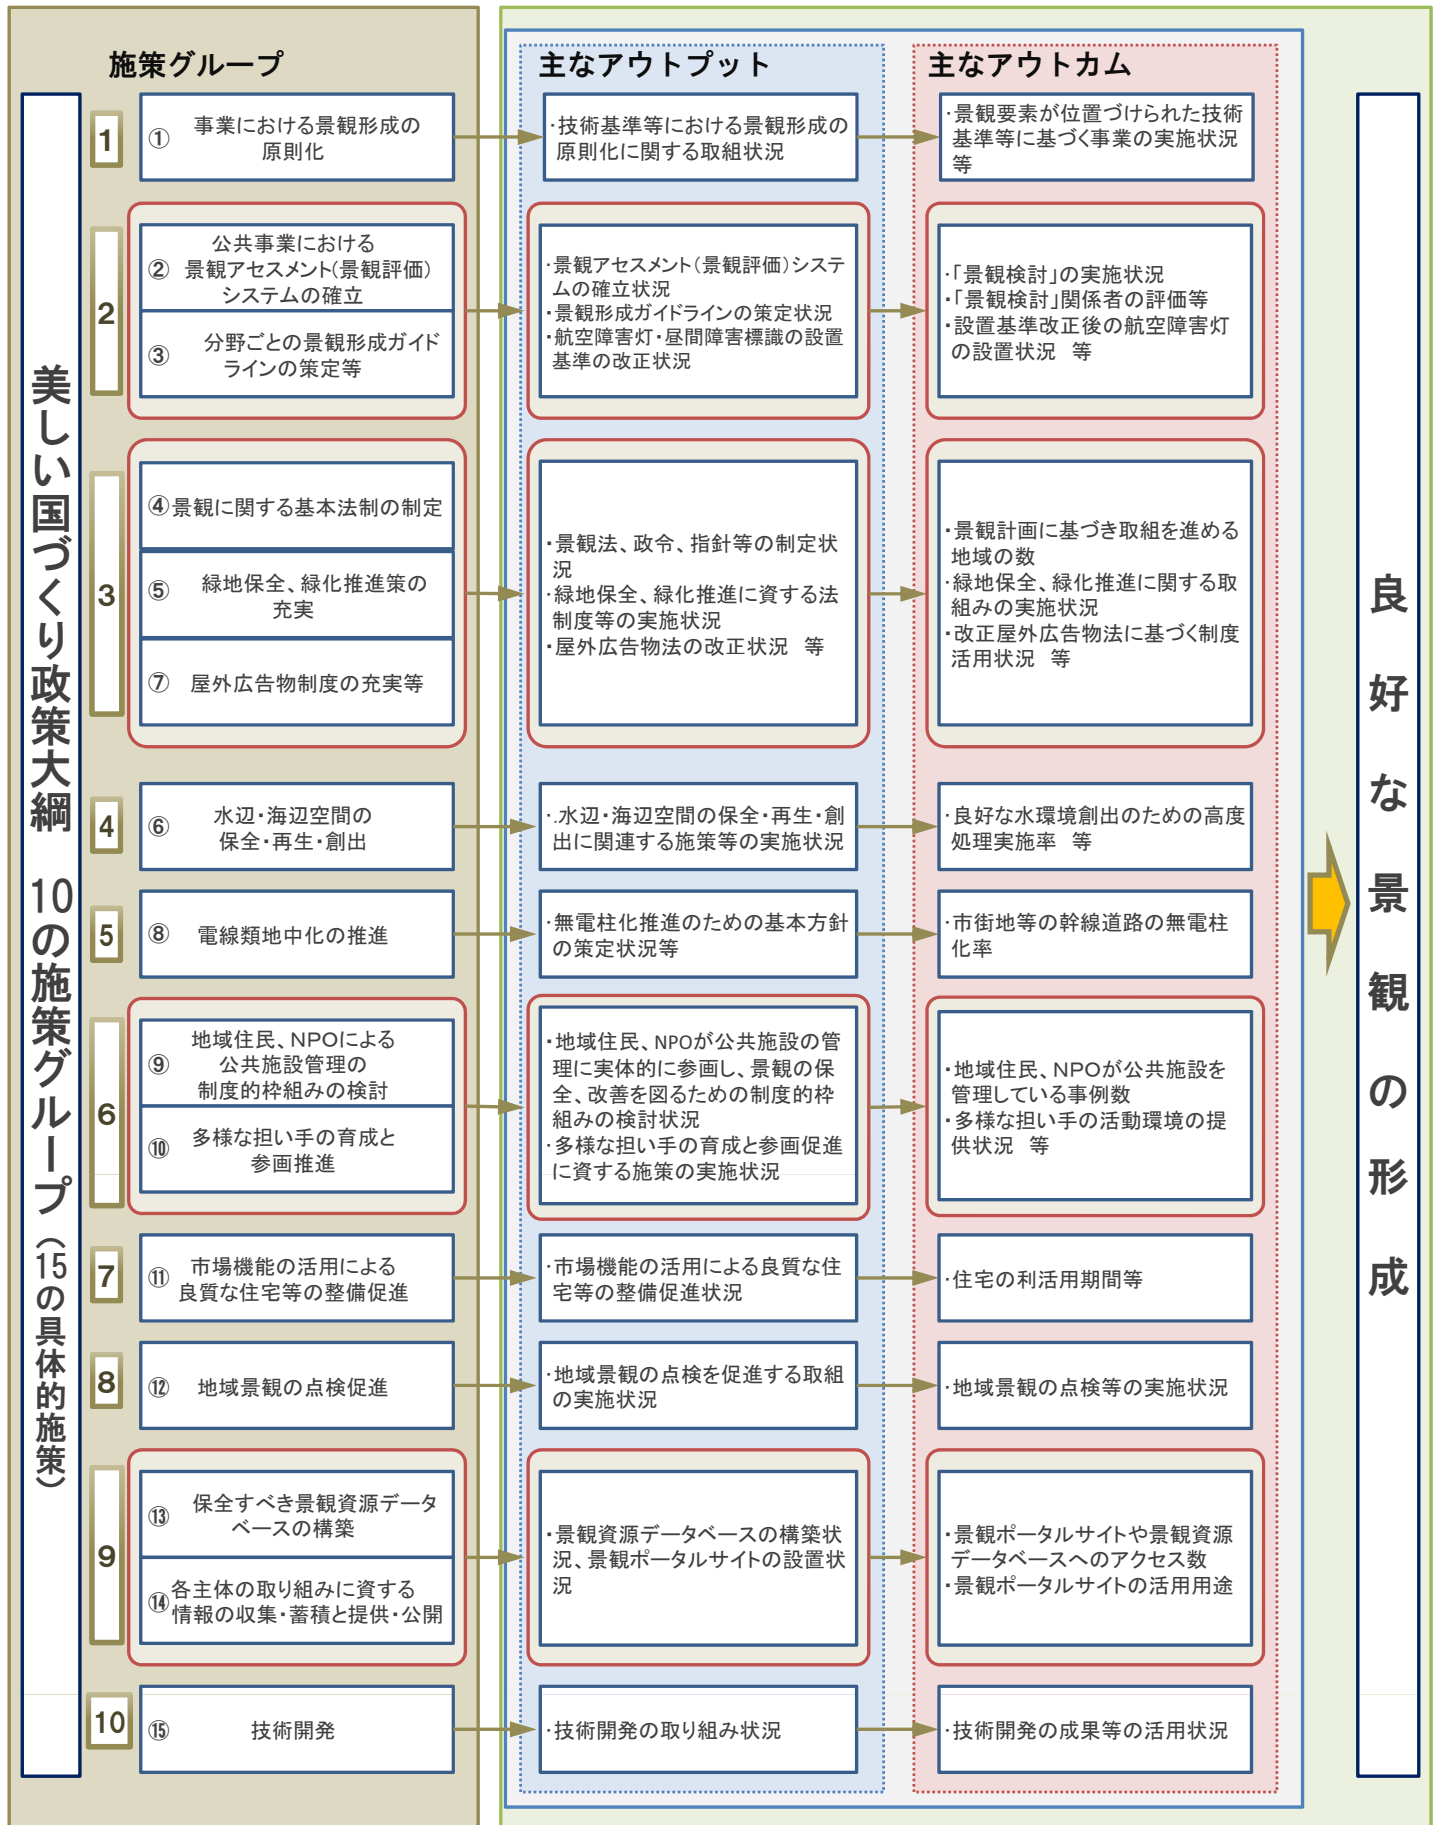 施策グループ
主なアウトプット
主なアウトカム
美しい国づくり政策大綱 10の施策グループ(15の具体的施策)
1
① 事業における景観形成の
原則化
・技術基準等における景観形成の
原則化に関する取組状況
・景観要素が位置づけられた技術
基準等に基づく事業の実施状況
等
2
公共事業における
② 景観アセスメント(景観評価)
システムの確立
③ 分野ごとの景観形成ガイド
ラインの策定等
・景観アセスメント(景観評価)システ
ムの確立状況
・景観形成ガイドラインの策定状況
・航空障害灯・昼間障害標識の設置
基準の改正状況
・「景観検討」の実施状況
・「景観検討」関係者の評価等
・設置基準改正後の航空障害灯
の設置状況 等
3
④景観に関する基本法制の制定
⑤ 緑地保全、緑化推進策の
充実
⑦ 屋外広告物制度の充実等
・景観法、政令、指針等の制定状
況
・緑地保全、緑化推進に資する法
制度等の実施状況
・屋外広告物法の改正状況 等
・景観計画に基づき取組を進める
地域の数
・緑地保全、緑化推進に関する取
組みの実施状況
・改正屋外広告物法に基づく制度
活用状況 等
4
⑥ 水辺・海辺空間の
保全・再生・創出
・.水辺・海辺空間の保全・再生・創
出に関連する施策等の実施状況
・良好な水環境創出のための高度
処理実施率 等
5
⑧ 電線類地中化の推進
・無電柱化推進のための基本方針
の策定状況等
・市街地等の幹線道路の無電柱
化率
6
地域住民、NPOによる
⑨ 公共施設管理の
制度的枠組みの検討
⑩ 多様な担い手の育成と
参画推進
・地域住民、NPOが公共施設の管
理に実体的に参画し、景観の保
全、改善を図るための制度的枠
組みの検討状況
・多様な担い手の育成と参画促進
に資する施策の実施状況
・地域住民、NPOが公共施設を
管理している事例数
・多様な担い手の活動環境の提
供状況 等
7
⑪ 市場機能の活用による
良質な住宅等の整備促進
・市場機能の活用による良質な住
宅等の整備促進状況
・住宅の利活用期間等
8
⑫ 地域景観の点検促進
・地域景観の点検を促進する取組
の実施状況
・地域景観の点検等の実施状況
9
⑬ 保全すべき景観資源データ
ベースの構築
⑭ 各主体の取り組みに資する
情報の収集・蓄積と提供・公開
・景観資源データベースの構築状
況、景観ポータルサイトの設置状
況
・景観ポータルサイトや景観資源
データベースへのアクセス数
・景観ポータルサイトの活用用途
10
⑮ 技術開発
・技術開発の取り組み状況
・技術開発の成果等の活用状況
良好な景観の形成